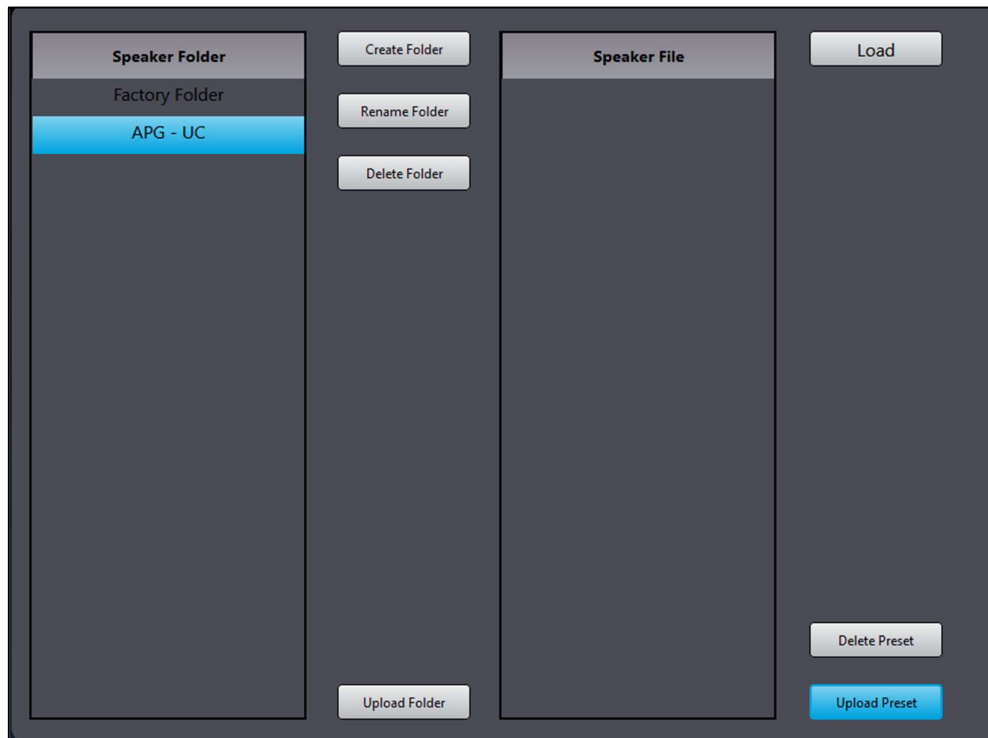 Speaker Folder
Factory Folder
APG - UC
Create Folder
Rename Folder
Delete Folder
Upload Folder
Speaker File
Load
Delete Preset
Upload Preset